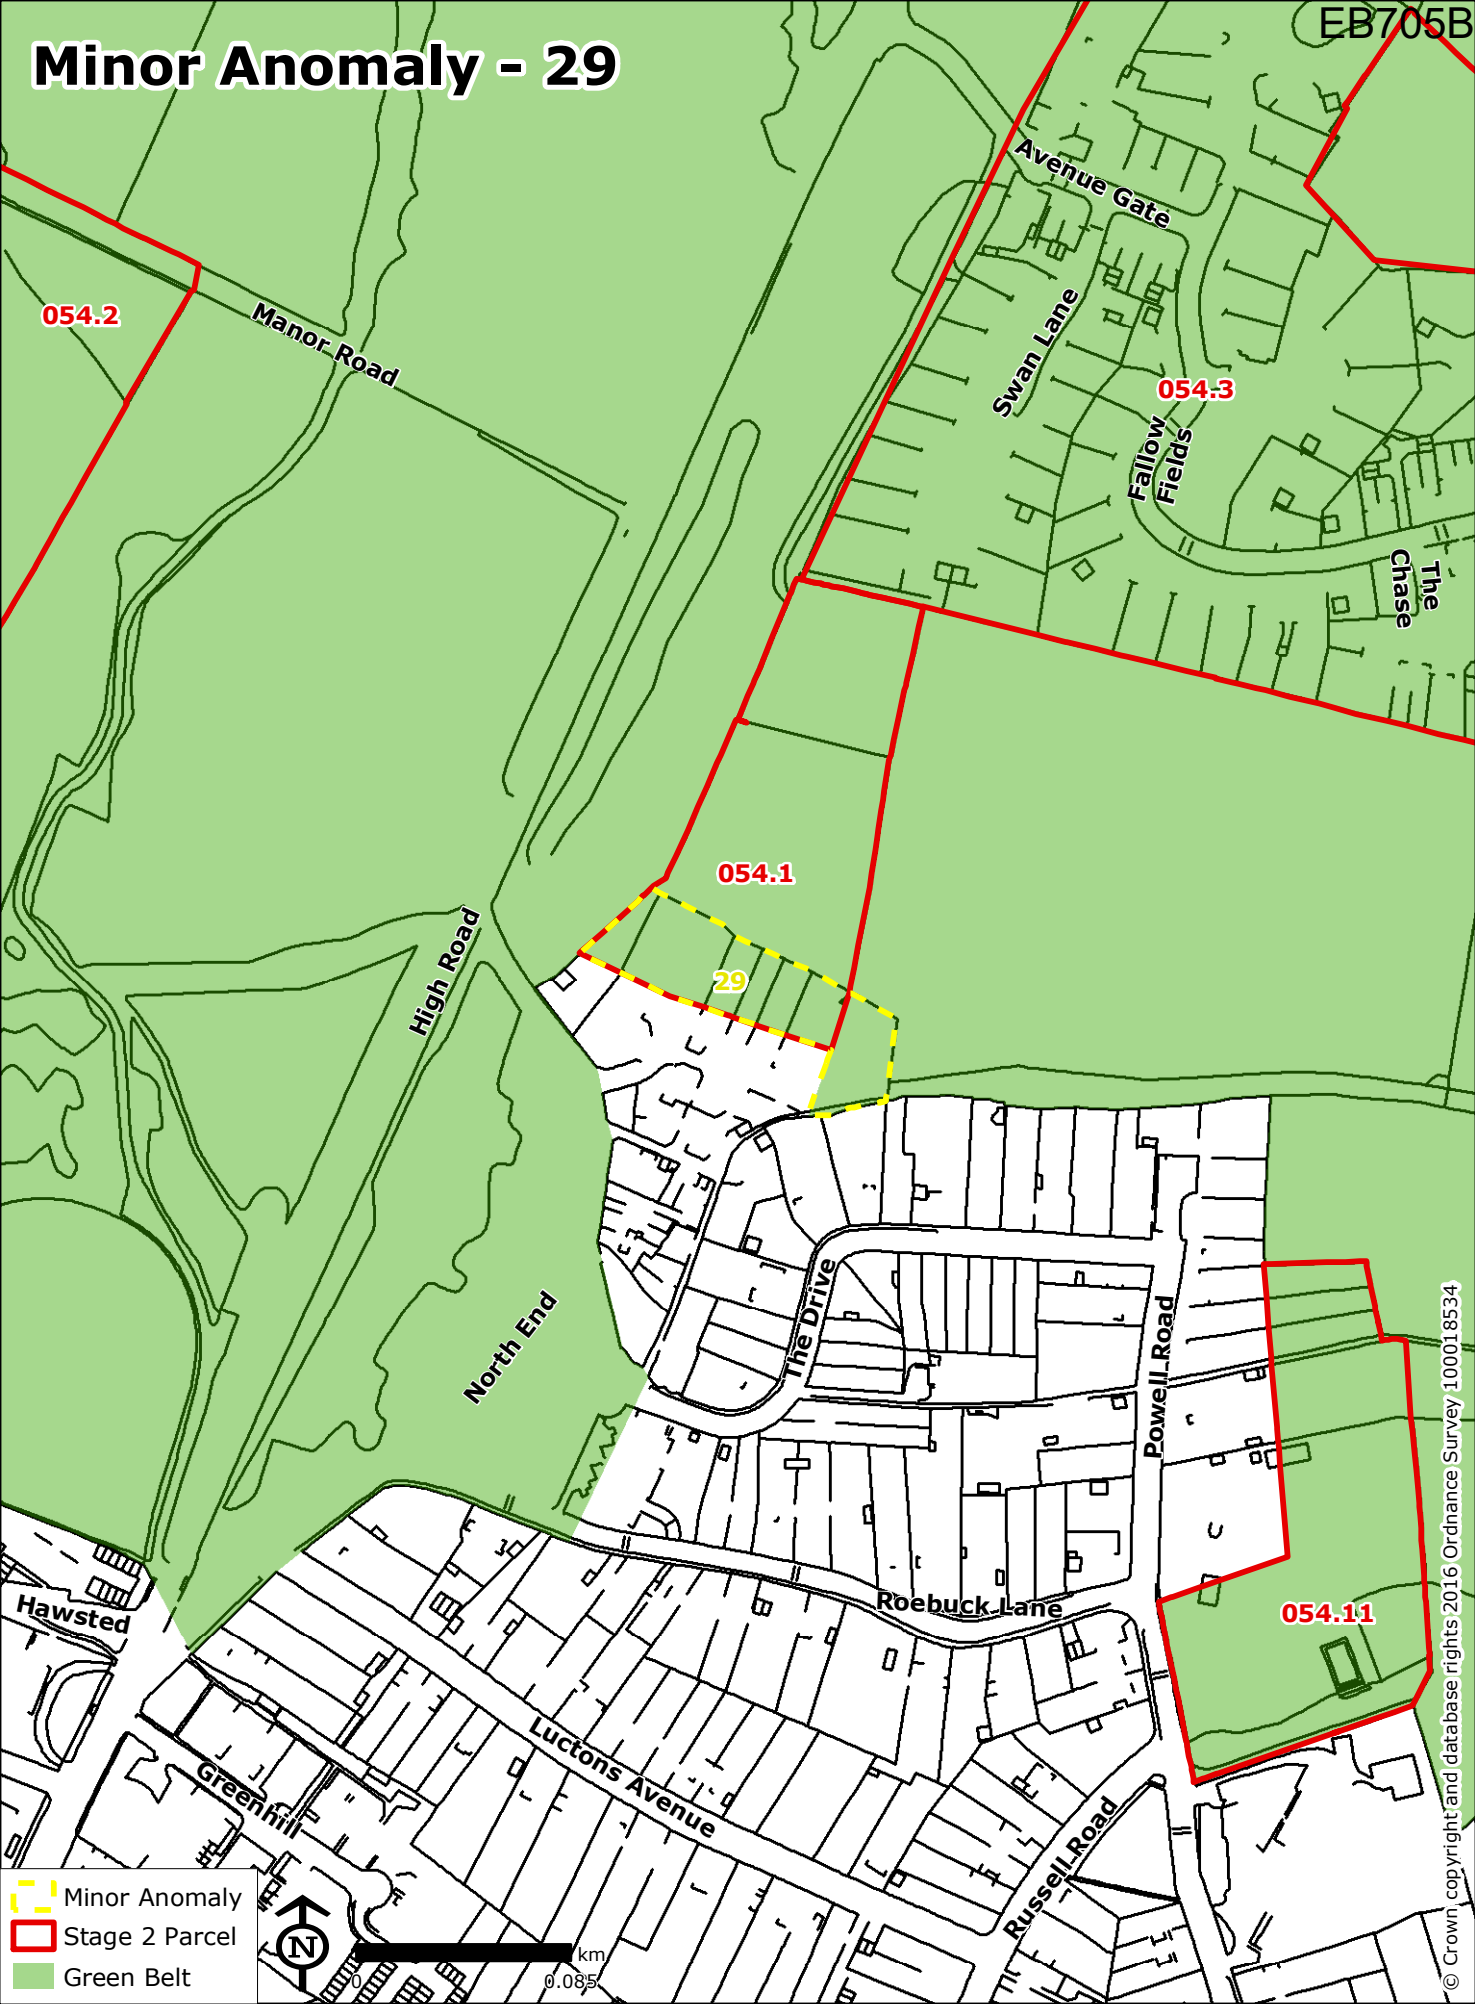 EB705B
Minor Anomaly - 29
Avenue Gate
054.2
Manor Road
Swan Lane
054.3
Fallow
Fields
The
Chase
054.1
29
High Road
North End
The Drive
Powell Road
Roebuck Lane
054.11
Hawsted
Luctons Avenue
Greenhill
Russell Road
Minor Anomaly
Stage 2 Parcel
Green Belt
N
km
0
0.085
© Crown copyright and database rights 2016 Ordnance Survey 100018534